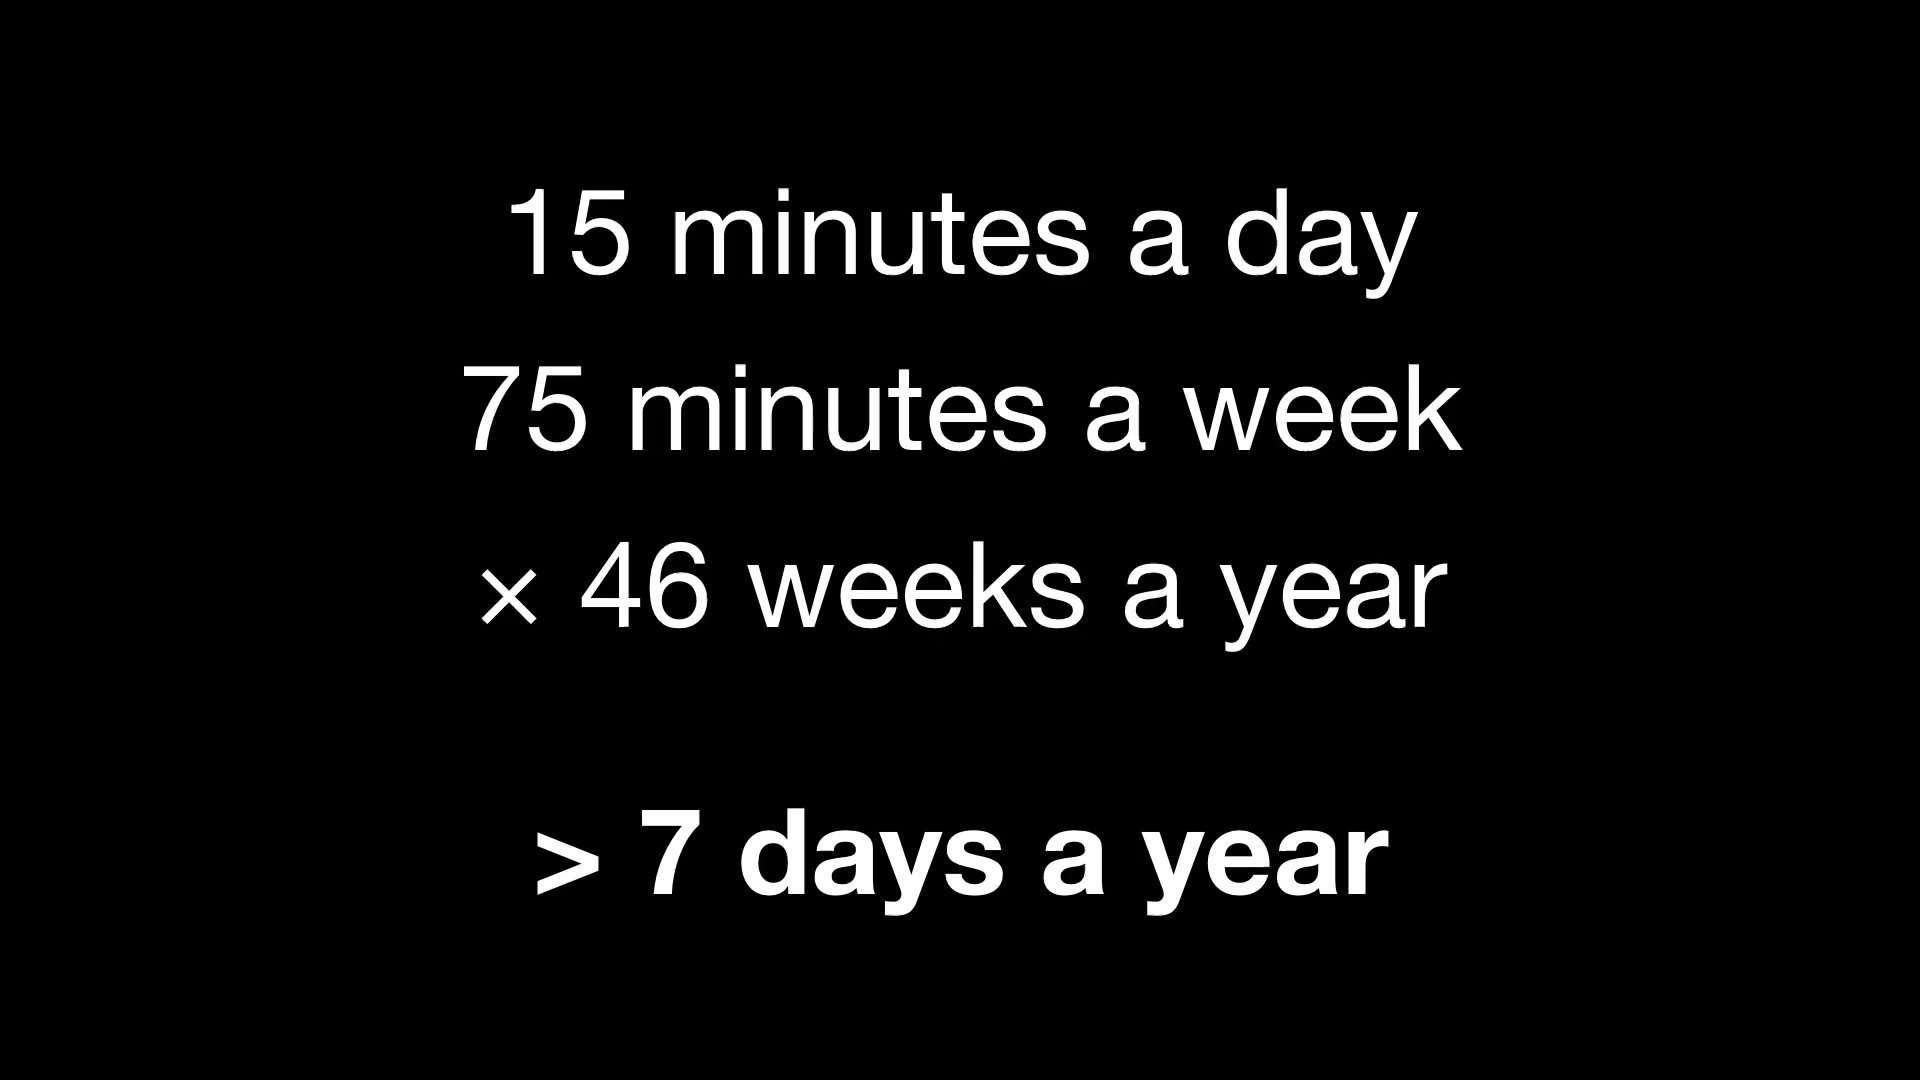 15 minutes a day
75 minutes a week
× 46 weeks a year
> 7 days a year